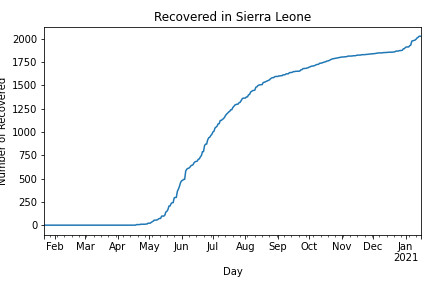 Recovered in Sierra Leone
Number of Recovered
2000
1750
1500
1250
1000
750
500
250
0
Feb Mar Apr May Jun Jul Aug Sep Oct Nov Dec Jan
2021
Day